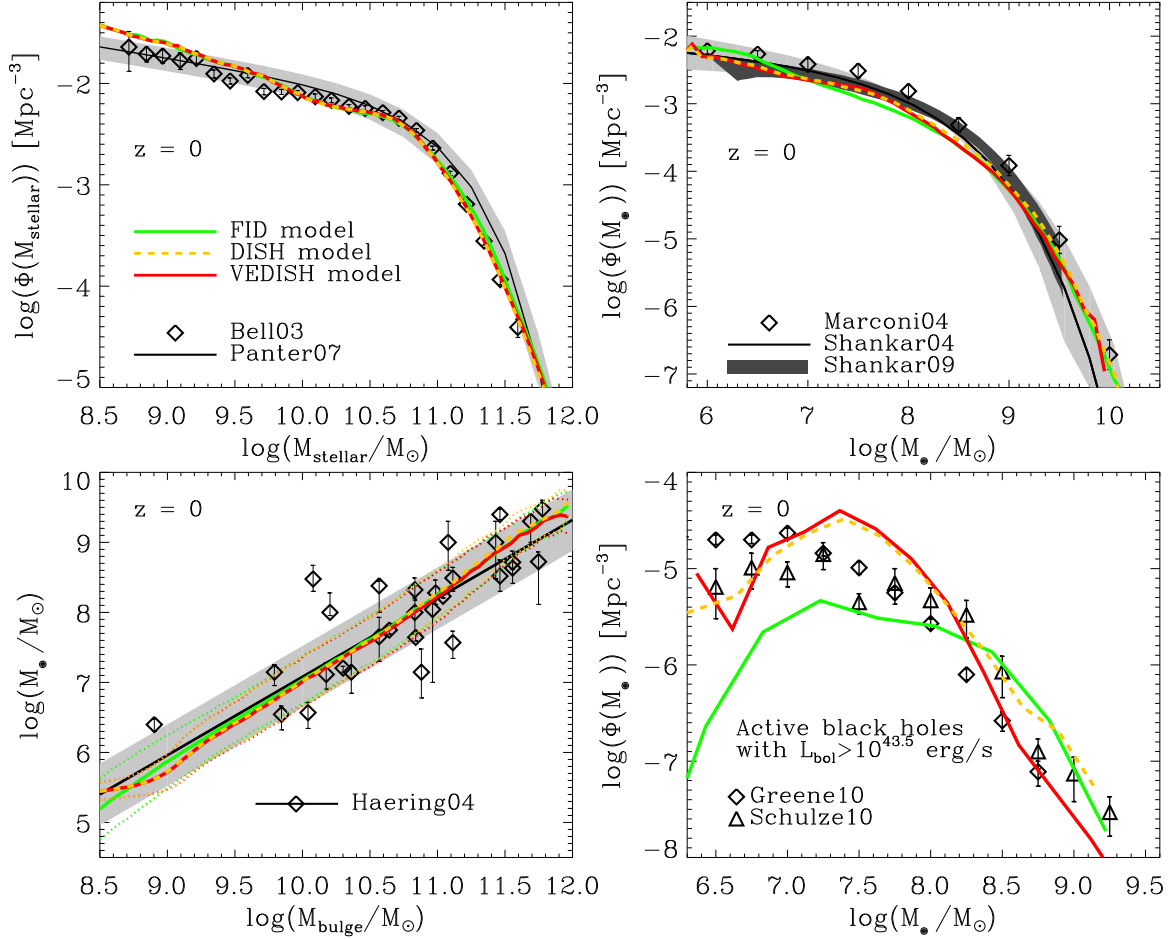 log(Φ(M_stellar)) [Mpc⁻³]
−2
−3
−4
−5
z = 0
FID model
DISH model
VEDISH model
Bell03
Panter07
8.5 9.0 9.5 10.0 10.5 11.0 11.5 12.0
log(M_stellar/M_⊙)
log(Φ(M_●)) [Mpc⁻³]
−2
−3
−4
−5
−6
−7
z = 0
Marconi04
Shankar04
Shankar09
6 7 8 9 10
log(M_●/M_⊙)
log(M_●/M_⊙)
10
9
8
7
6
5
z = 0
Haering04
8.5 9.0 9.5 10.0 10.5 11.0 11.5 12.0
log(M_bulge/M_⊙)
log(Φ(M_●)) [Mpc⁻³]
−4
−5
−6
−7
−8
z = 0
Active black holes
with L_bol>10^43.5 erg/s
Greene10
Schulze10
6.5 7.0 7.5 8.0 8.5 9.0 9.5
log(M_●/M_⊙)